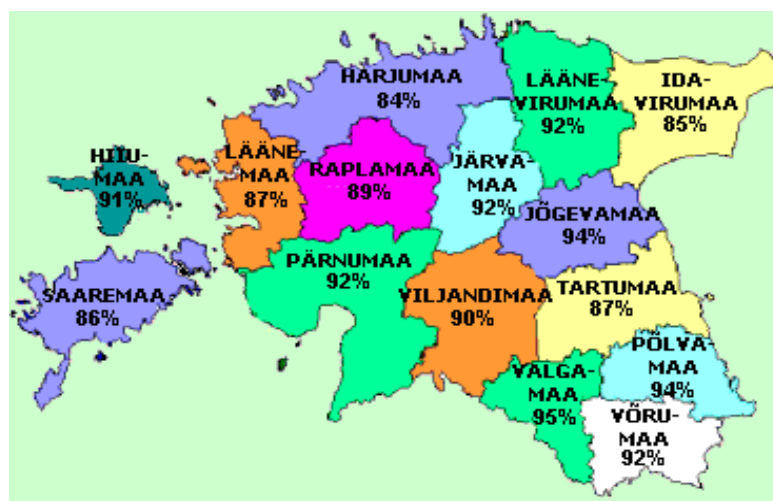 HARJUMAA
84%
LÄÄNE-
VIRUMAA
92%
IDA-
VIRUMAA
85%
HIIU-
MAA
91%
LÄÄNE-
MAA
87%
RAPLAMAA
89%
JÄRVA-
MAA
92%
JÕGEVAMAA
94%
SAAREMAA
86%
PÄRNUMAA
92%
VILJANDIMAA
90%
TARTUMAA
87%
PÕLVA-
MAA
94%
VALGA-
MAA
95%
VÕRU-
MAA
92%